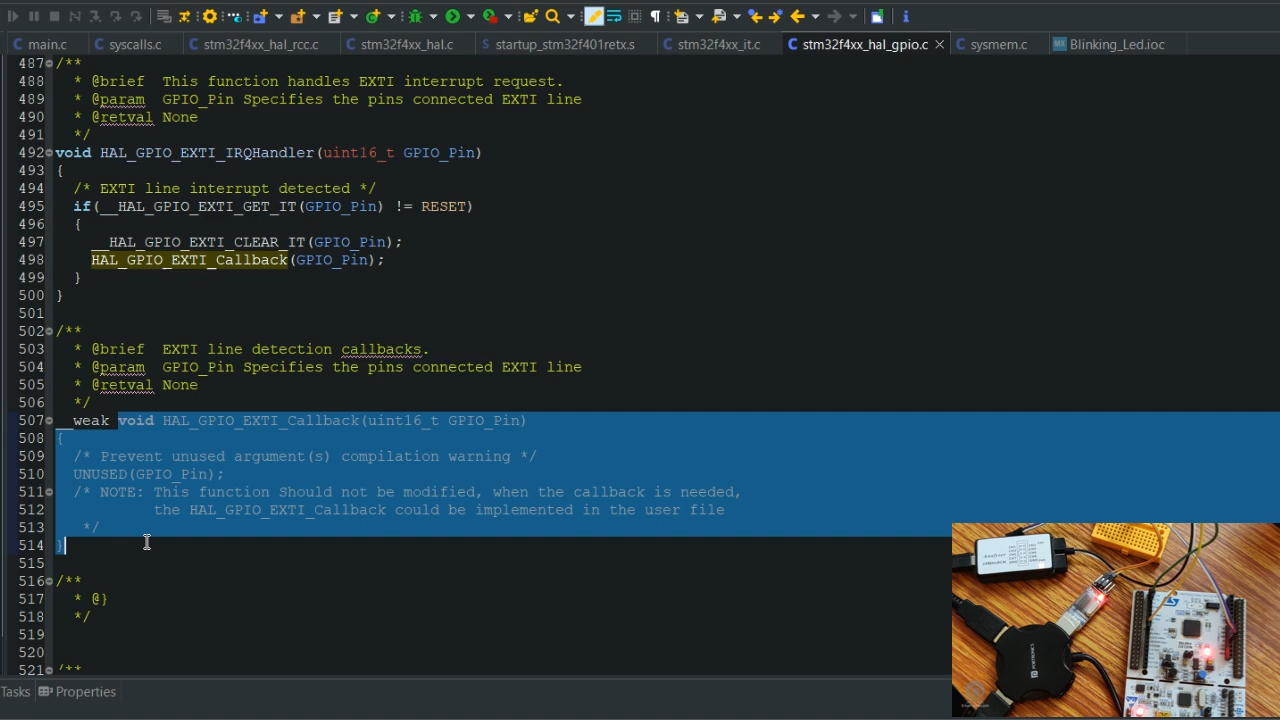 main.c syscalls.c stm32f4xx_hal_rcc.c stm32f4xx_hal.c startup_stm32f401retx.s stm32f4xx_it.c stm32f4xx_hal_gpio.c sysmem.c MX Blinking_Led.ioc
487 /**
488 * @brief This function handles EXTI interrupt request.
489 * @param GPIO_Pin Specifies the pins connected EXTI line
490 * @retval None
491 */
492 void HAL_GPIO_EXTI_IRQHandler(uint16_t GPIO_Pin)
493 {
494 /* EXTI line interrupt detected */
495 if(__HAL_GPIO_EXTI_GET_IT(GPIO_Pin) != RESET)
496 {
497 __HAL_GPIO_EXTI_CLEAR_IT(GPIO_Pin);
498 HAL_GPIO_EXTI_Callback(GPIO_Pin);
499 }
500 }
501
502 /**
503 * @brief EXTI line detection callbacks.
504 * @param GPIO_Pin Specifies the pins connected EXTI line
505 * @retval None
506 */
507 __weak void HAL_GPIO_EXTI_Callback(uint16_t GPIO_Pin)
508 {
509 /* Prevent unused argument(s) compilation warning */
510 UNUSED(GPIO_Pin);
511 /* NOTE: This function Should not be modified, when the callback is needed,
512 the HAL_GPIO_EXTI_Callback could be implemented in the user file
513 */
514 }
515
516 /**
517 * @}
518 */
519
520
521 /**
Tasks Properties